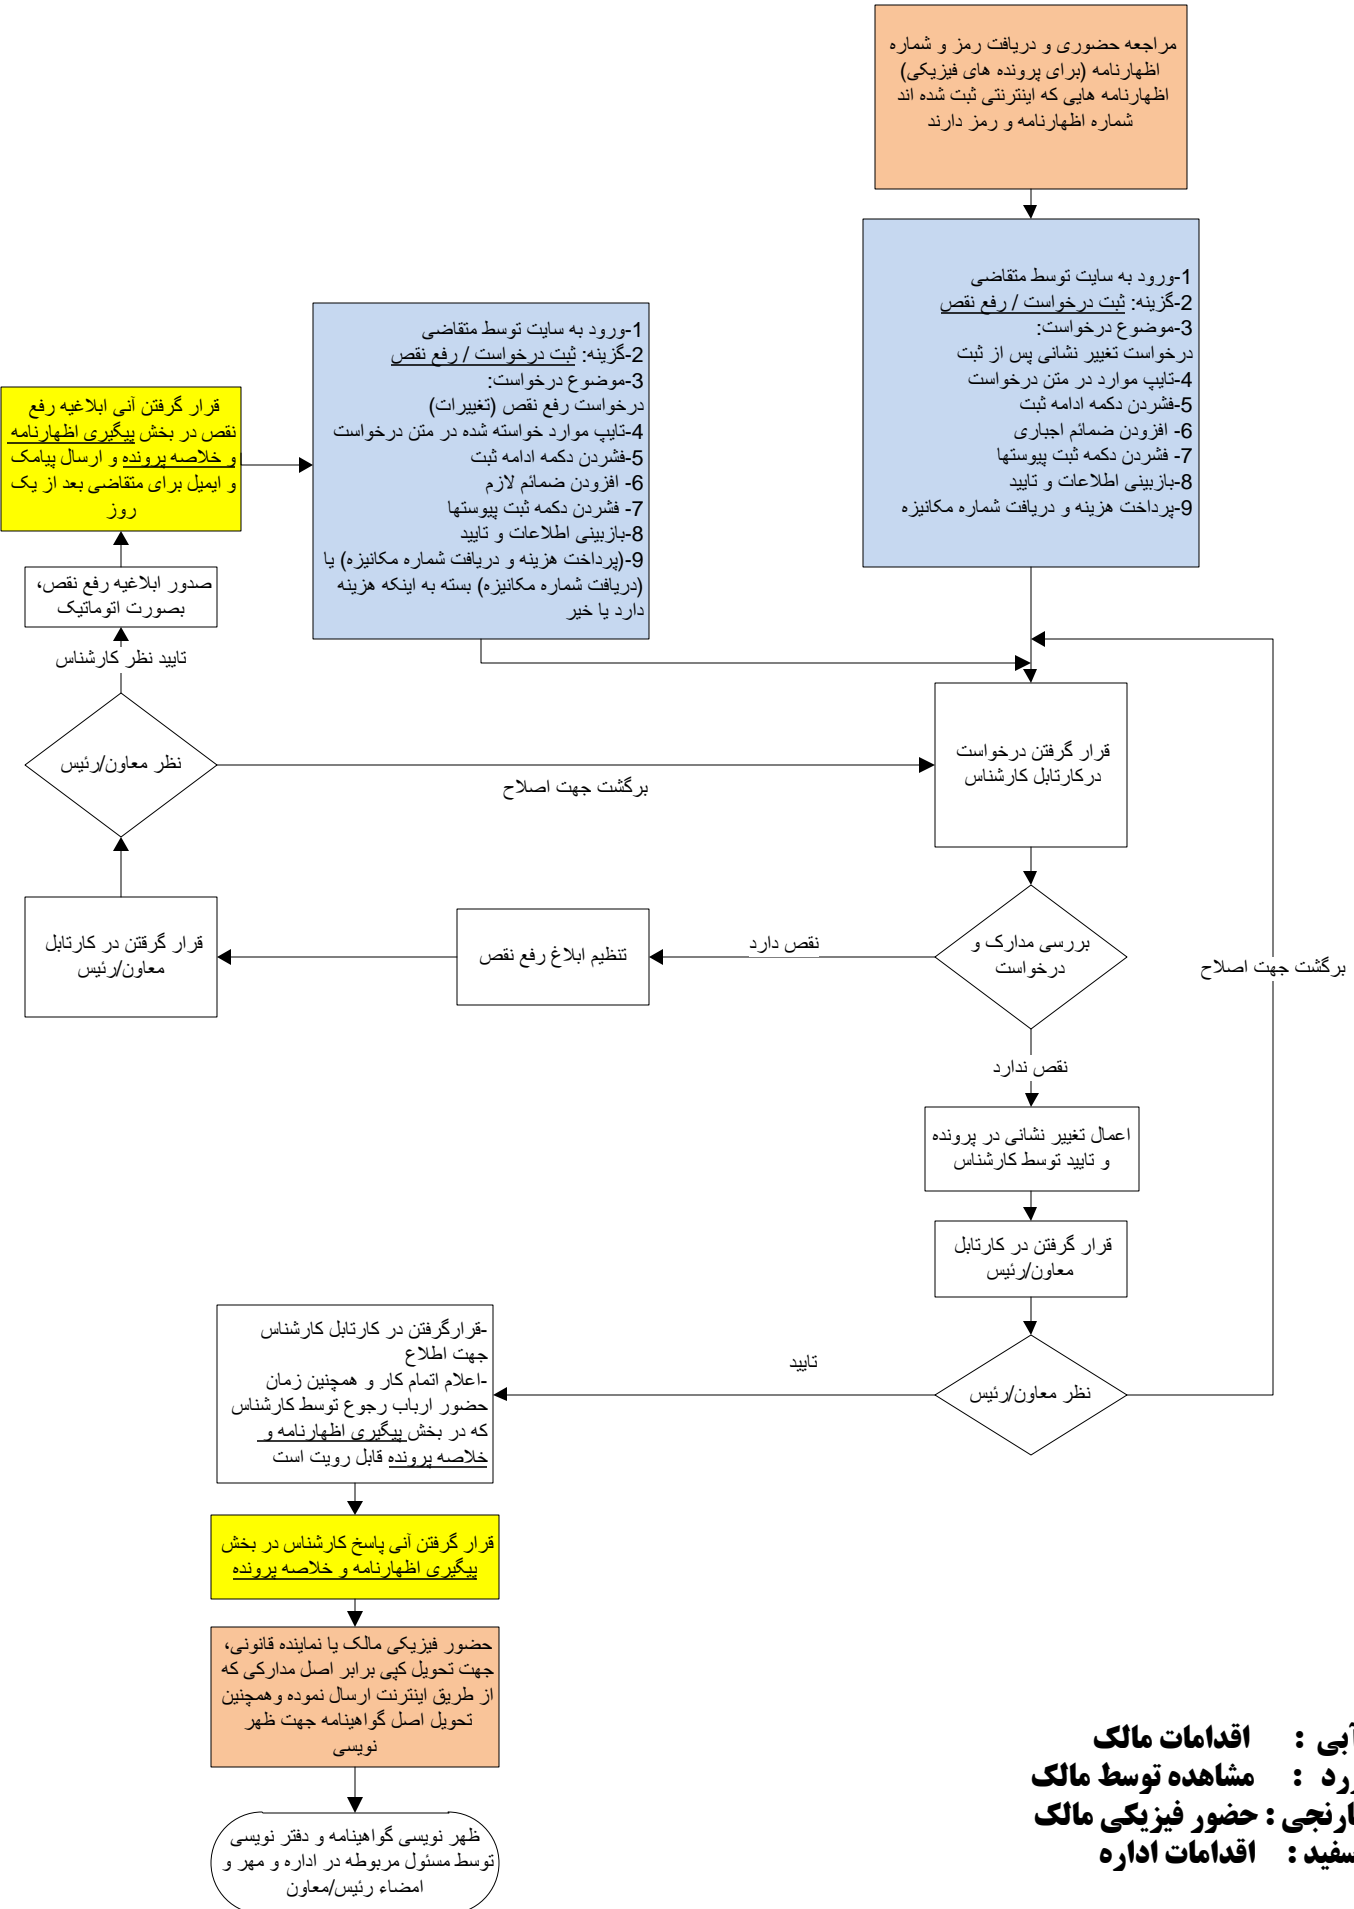 مراجعه حضوری و دریافت رمز و شماره
اظهارنامه (برای پرونده های فیزیکی)
اظهارنامه هایی که اینترنتی ثبت شده اند
شماره اظهارنامه و رمز دارند
1-ورود به سایت توسط متقاضی
2-گزینه: ثبت درخواست / رفع نقص
3-موضوع درخواست:
درخواست تغییر نشانی پس از ثبت
4-تایپ موارد در متن درخواست
5-فشردن دکمه ادامه ثبت
6- افزودن ضمائم اجباری
7- فشردن دکمه ثبت پیوستها
8-بازبینی اطلاعات و تایید
9-پرداخت هزینه و دریافت شماره مکانیزه
1-ورود به سایت توسط متقاضی
2-گزینه: ثبت درخواست / رفع نقص
3-موضوع درخواست:
درخواست رفع نقص (تغییرات)
4-تایپ موارد خواسته شده در متن درخواست
5-فشردن دکمه ادامه ثبت
6- افزودن ضمائم لازم
7- فشردن دکمه ثبت پیوستها
8-بازبینی اطلاعات و تایید
9-(پرداخت هزینه و دریافت شماره مکانیزه) یا
(دریافت شماره مکانیزه) بسته به اینکه هزینه
دارد یا خیر
قرار گرفتن آنی ابلاغیه رفع
نقص در بخش پیگیری اظهارنامه
و خلاصه پرونده و ارسال پیامک
و ایمیل برای متقاضی بعد از یک
روز
صدور ابلاغیه رفع نقص،
بصورت اتوماتیک
تایید نظر کارشناس
نظر معاون/رئیس
برگشت جهت اصلاح
قرار گرفتن درخواست
درکارتابل کارشناس
بررسی مدارک و
درخواست
نقص دارد
تنظیم ابلاغ رفع نقص
قرار گرقتن در کارتابل
معاون/رئیس
برگشت جهت اصلاح
نقص ندارد
اعمال تغییر نشانی در پرونده
و تایید توسط کارشناس
قرار گرفتن در کارتابل
معاون/رئیس
نظر معاون/رئیس
تایید
-قرارگرفتن در کارتابل کارشناس
جهت اطلاع
-اعلام اتمام کار و همچنین زمان
حضور ارباب رجوع توسط کارشناس
که در بخش پیگیری اظهارنامه و
خلاصه پرونده قابل رویت است
قرار گرفتن آنی پاسخ کارشناس در بخش
پیگیری اظهارنامه و خلاصه پرونده
حضور فیزیکی مالک یا نماینده قانونی،
جهت تحویل کپی برابر اصل مدارکی که
از طریق اینترنت ارسال نموده وهمچنین
تحویل اصل گواهینامه جهت ظهر
نویسی
ظهر نویسی گواهینامه و دفتر نویسی
توسط مسئول مربوطه در اداره و مهر و
امضاء رئیس/معاون
آبی : اقدامات مالک
: مشاهده توسط مالک
: حضور فیزیکی مالک
سفید : اقدامات اداره